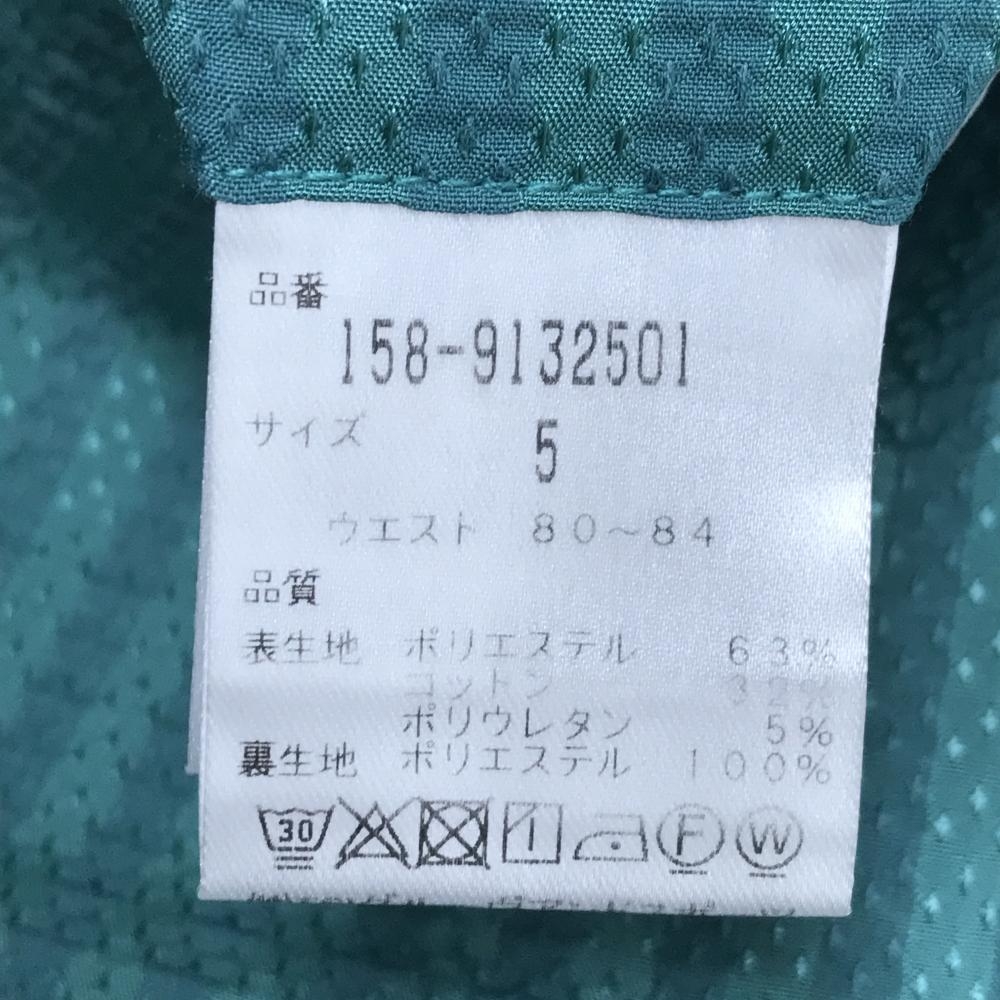 品番
158-9132501
サイズ 5
ウエスト 80~84
品質
表生地 ポリエステル 63%
コットン 32%
ポリウレタン 5%
裏生地 ポリエステル 100%
30 F W